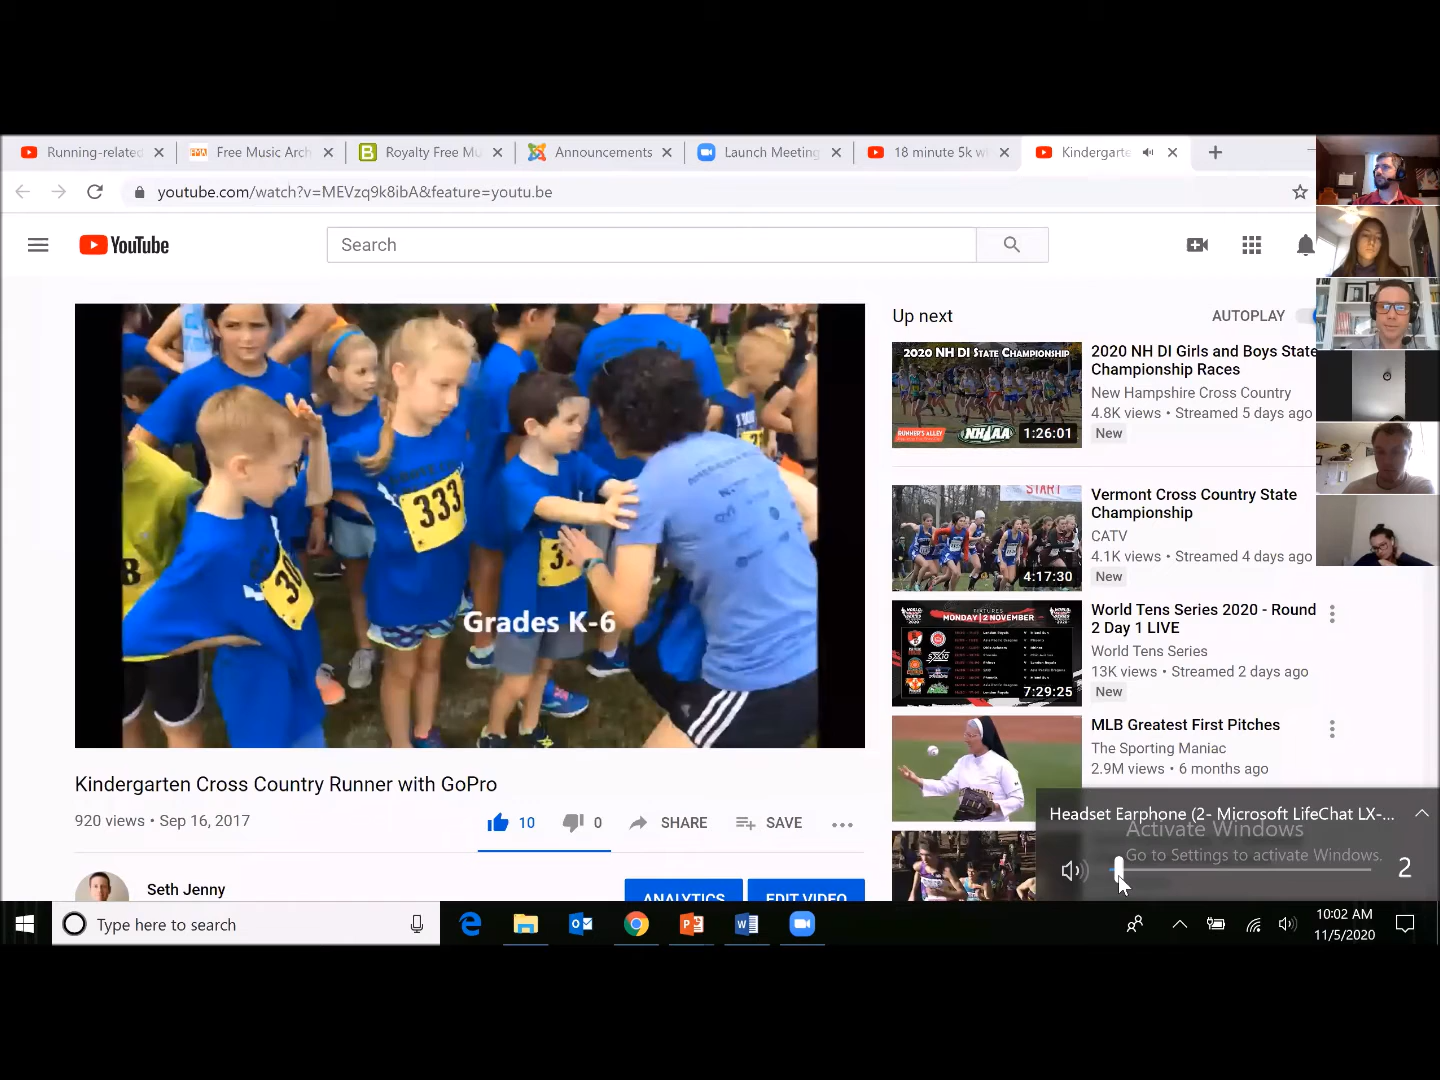 Running-related
Free Music Arch
Royalty Free Mu
Announcements
Launch Meeting
18 minute 5k wi
Kindergarte
youtube.com/watch?v=MEVzq9k8ibA&feature=youtu.be
YouTube
Search
333
30
3
8
Grades K-6
Kindergarten Cross Country Runner with GoPro
920 views • Sep 16, 2017
10
0
SHARE
SAVE
Seth Jenny
ANALYTICS
EDIT VIDEO
Up next
AUTOPLAY
2020 NH DI STATE CHAMPIONSHIP
RUNNER'S ALLEY
NHIAA
1:26:01
2020 NH DI Girls and Boys State
Championship Races
New Hampshire Cross Country
4.8K views • Streamed 5 days ago
New
START
4:17:30
Vermont Cross Country State
Championship
CATV
4.1K views • Streamed 4 days ago
New
FIXTURES
MONDAY | 2 NOVEMBER
7:29:25
World Tens Series 2020 - Round
2 Day 1 LIVE
World Tens Series
13K views • Streamed 2 days ago
New
MLB Greatest First Pitches
The Sporting Maniac
2.9M views • 6 months ago
Headset Earphone (2- Microsoft LifeChat LX-...
Activate Windows
Go to Settings to activate Windows.
2
Type here to search
10:02 AM
11/5/2020